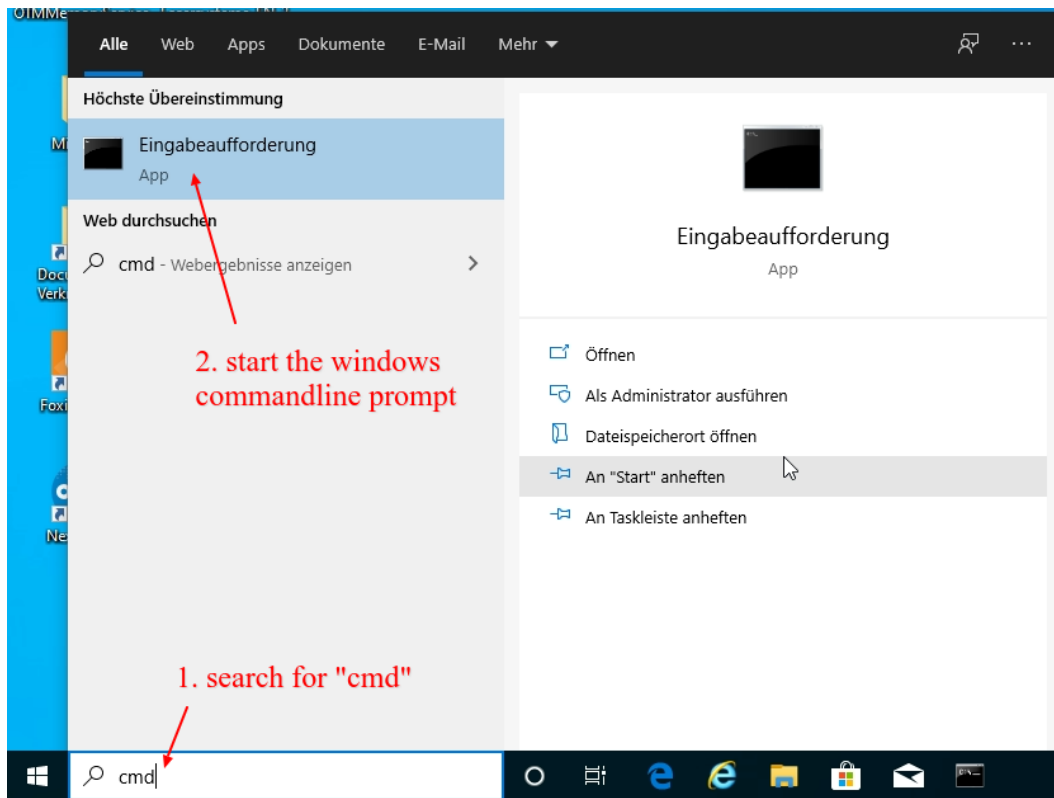 Alle Web Apps Dokumente E-Mail Mehr
Höchste Übereinstimmung
Eingabeaufforderung
App
Web durchsuchen
cmd - Webergebnisse anzeigen
2. start the windows
commandline prompt
1. search for "cmd"
cmd
Eingabeaufforderung
App
Öffnen
Als Administrator ausführen
Dateispeicherort öffnen
An "Start" anheften
An Taskleiste anheften